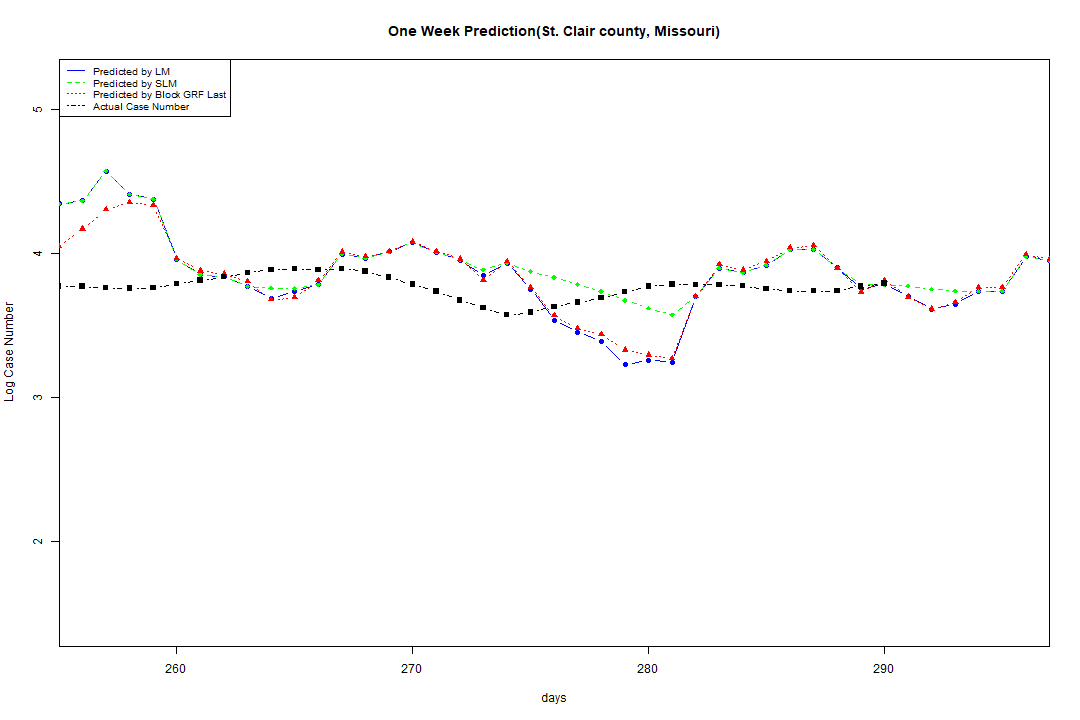 One Week Prediction(St. Clair county, Missouri)
Predicted by LM
Predicted by SLM
Predicted by Block GRF Last
Actual Case Number
5
4
3
2
Log Case Number
260 270 280 290
days